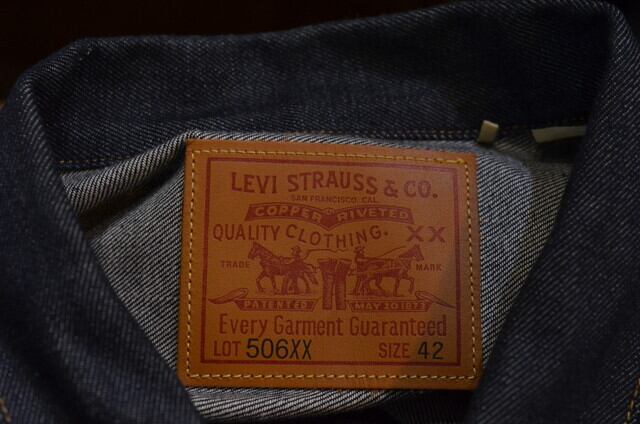 LEVI STRAUSS & CO.
SAN FRANCISCO, CAL.
COPPER RIVETED
QUALITY CLOTHING. XX
TRADE MARK
PATENTED MAY 20 1873
Every Garment Guaranteed
LOT 506XX SIZE 42